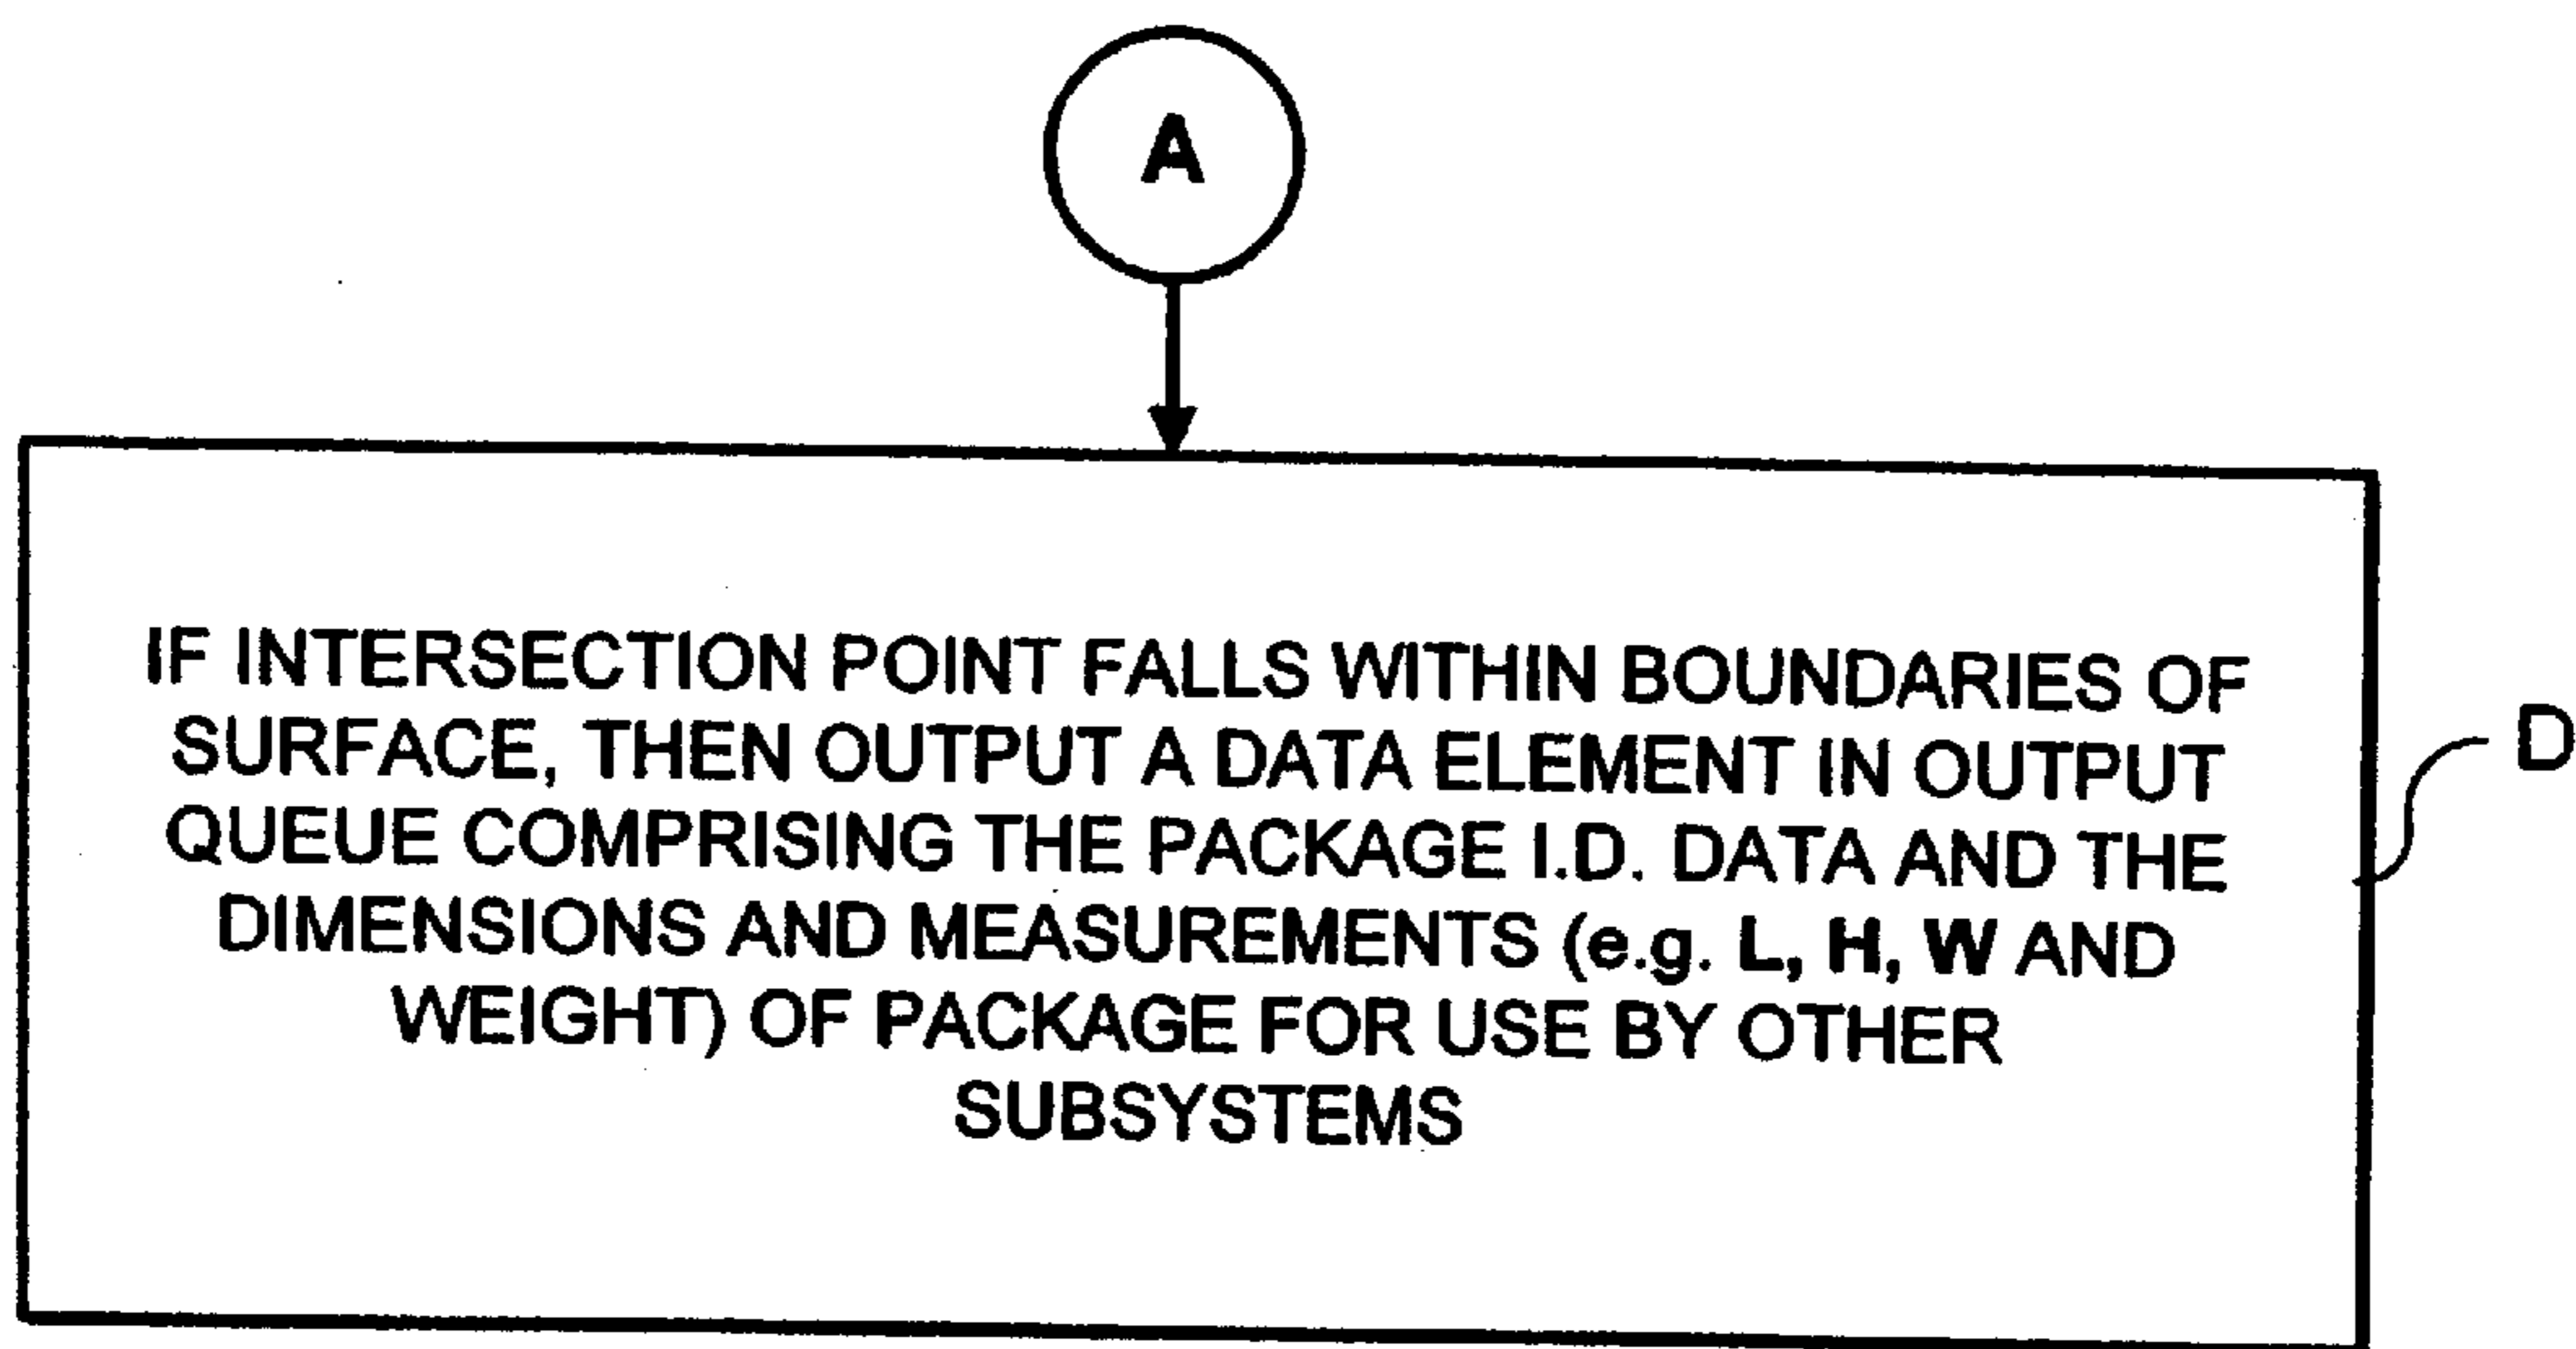 A
IF INTERSECTION POINT FALLS WITHIN BOUNDARIES OF
SURFACE, THEN OUTPUT A DATA ELEMENT IN OUTPUT
QUEUE COMPRISING THE PACKAGE I.D. DATA AND THE
DIMENSIONS AND MEASUREMENTS (e.g. L, H, W AND
WEIGHT) OF PACKAGE FOR USE BY OTHER
SUBSYSTEMS
D